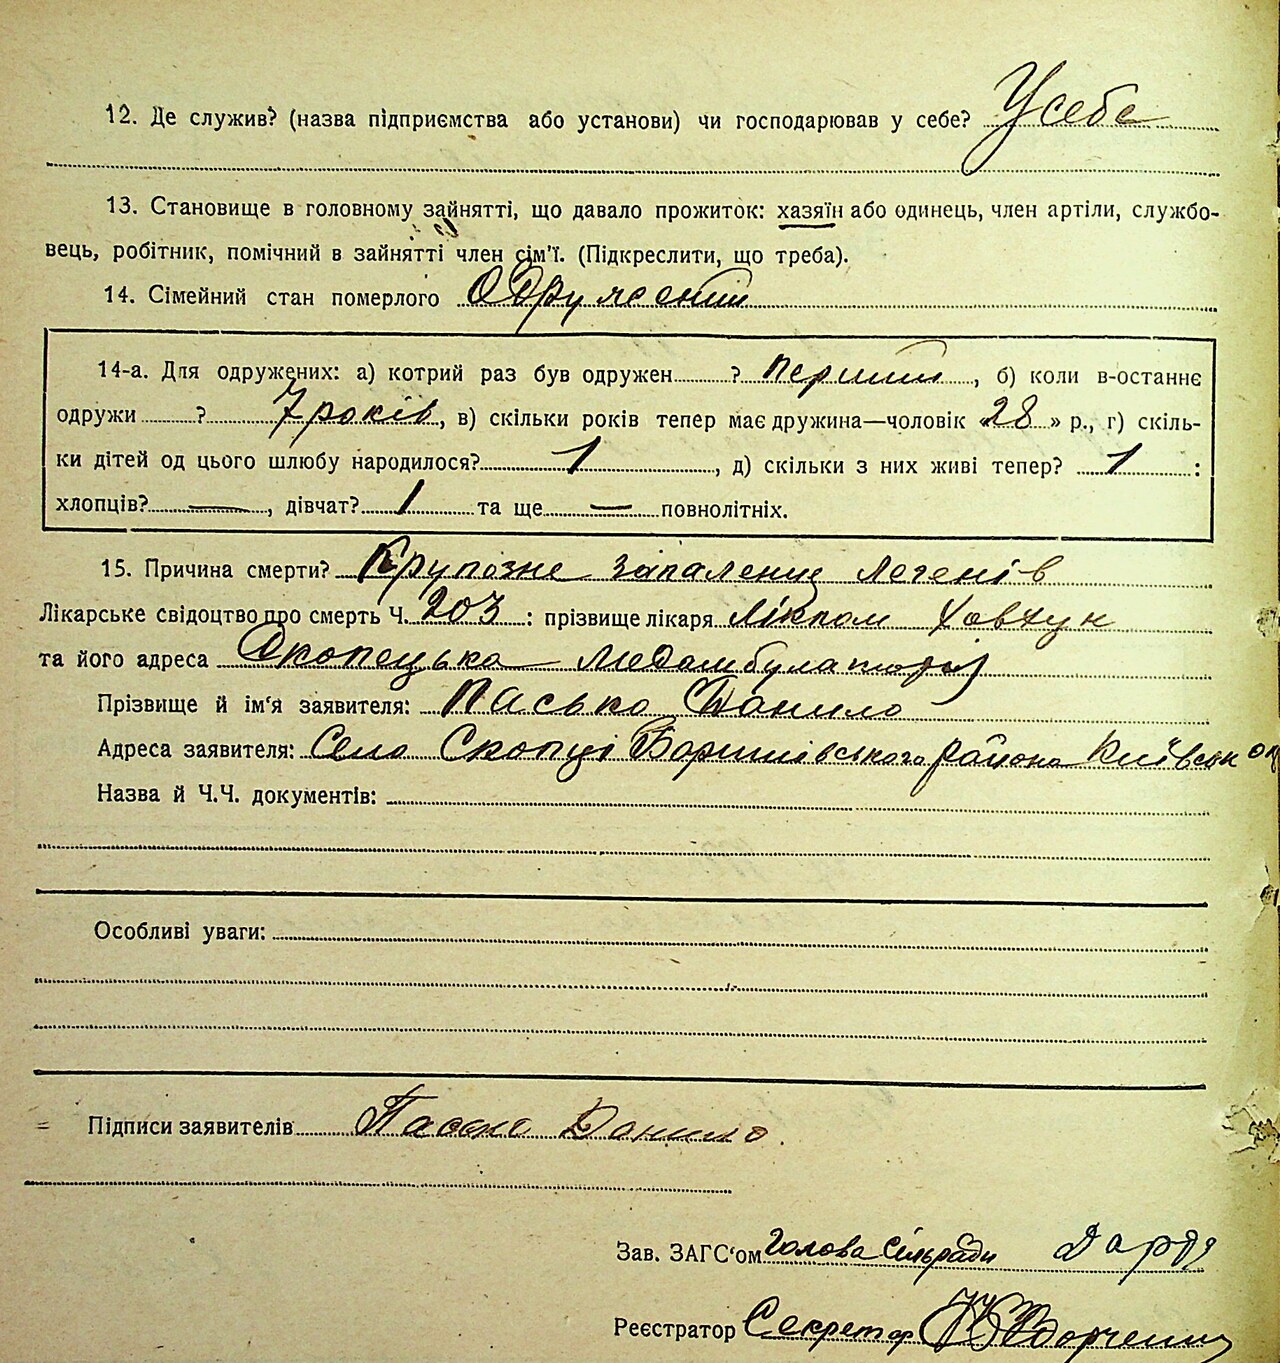 12. Де служив? (назва підприємства або установи) чи господарював у себе? У себе
13. Становище в головному зайнятті, що давало прожиток: хазяїн або одинець, член артіли, службо-
вець, робітник, помічний в зайнятті член сім'ї. (Підкреслити, що треба).
14. Сімейний стан померлого Одружений
14-а. Для одружених: а) котрий раз був одружен ? перший, б) коли в-останнє
одружи ? 7 років, в) скільки років тепер має дружина—чоловік «28» р., г) скіль-
ки дітей од цього шлюбу народилося? 1, д) скільки з них живі тепер? 1:
хлопців? —, дівчат? 1 та ще — повнолітніх.
15. Причина смерти? Крупозне запаление легенів
Лікарське свідоцтво про смерть Ч. 203: прізвище лікаря Лікпом
та його адреса Скопецька Медамбулаторія
Прізвище й ім'я заявителя: Пасько Данило
Адреса заявителя: Село Скопці Баришівського района Київськ
Назва й Ч.Ч. документів:
Особливі уваги:
Підписи заявителів Пасько Данило.
Зав. ЗАГС'ом Голова сільради
Реєстратор Секретар